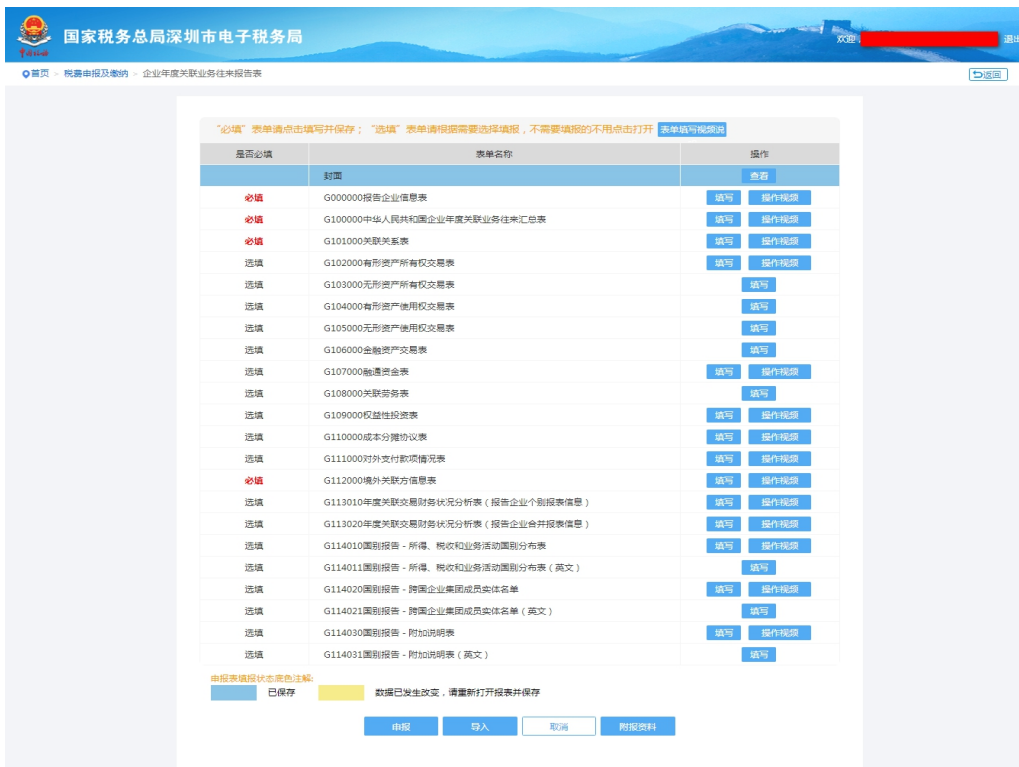 国家税务总局深圳市电子税务局
欢迎，
退出
首页 > 税费申报及缴纳 > 企业年度关联业务往来报告表
返回
“必填”表单请点击填写并保存；“选填”表单请根据需要选择填报，不需要填报的不用点击打开 表单填写视频说
是否必填 表单名称 操作
封面 查看
必填 G000000报告企业信息表 填写 操作视频
必填 G100000中华人民共和国企业年度关联业务往来汇总表 填写 操作视频
必填 G101000关联关系表 填写 操作视频
选填 G102000有形资产所有权交易表 填写 操作视频
选填 G103000无形资产所有权交易表 填写
选填 G104000有形资产使用权交易表 填写
选填 G105000无形资产使用权交易表 填写
选填 G106000金融资产交易表 填写
选填 G107000融通资金表 填写 操作视频
选填 G108000关联劳务表 填写
选填 G109000权益性投资表 填写 操作视频
选填 G110000成本分摊协议表 填写 操作视频
选填 G111000对外支付款项情况表 填写 操作视频
必填 G112000境外关联方信息表 填写 操作视频
选填 G113010年度关联交易财务状况分析表（报告企业个别报表信息） 填写 操作视频
选填 G113020年度关联交易财务状况分析表（报告企业合并报表信息） 填写 操作视频
选填 G114010国别报告－所得、税收和业务活动国别分布表 填写 操作视频
选填 G114011国别报告－所得、税收和业务活动国别分布表（英文） 填写
选填 G114020国别报告－跨国企业集团成员实体名单 填写 操作视频
选填 G114021国别报告－跨国企业集团成员实体名单（英文） 填写
选填 G114030国别报告－附加说明表 填写 操作视频
选填 G114031国别报告－附加说明表（英文） 填写
申报表填报状态底色注解:
已保存 数据已发生改变，请重新打开报表并保存
申报 导入 取消 附报资料